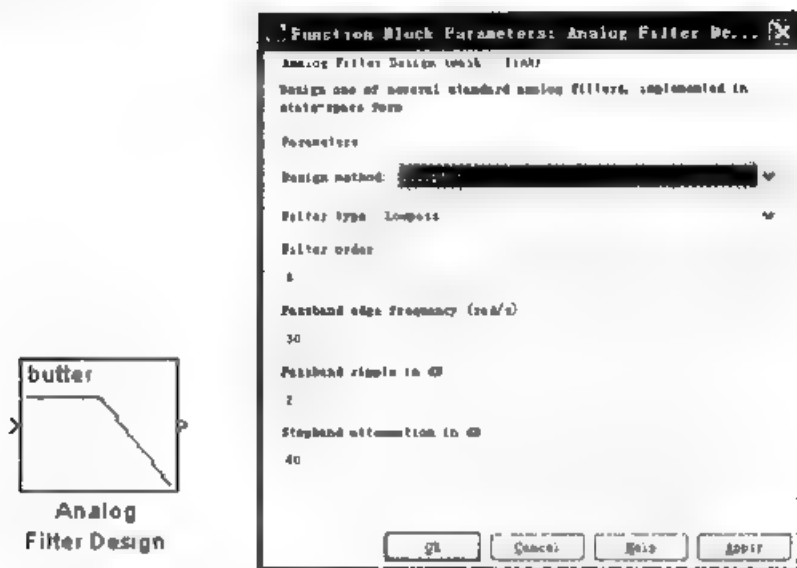 Function Block Parameters: Analog Filter De...
Analog Filter Design (mask) (link)
Design one of several standard analog filters, implemented in
state-space form
Parameters
Design method:
Filter type Lowpass
Filter order
8
Passband edge frequency (rad/s)
30
Passband ripple in dB
2
Stopband attenuation in dB
40
OK Cancel Help Apply
butter
Analog
Filter Design